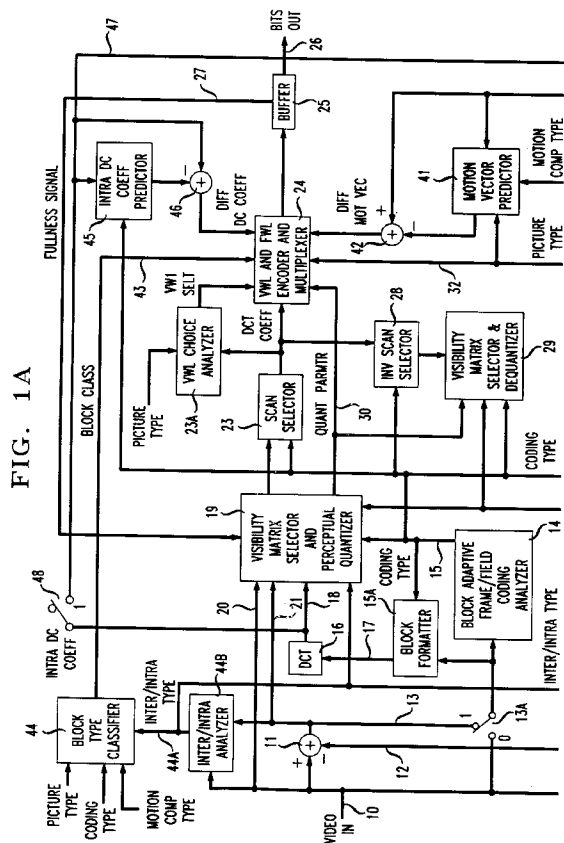 FIG. 1A
47
27
BITS
OUT
26
BUFFER
25
FULLNESS SIGNAL
INTRA DC
COEFF
PREDICTOR
45
46
DIFF
DC COEFF
43
VWL AND FWL
ENCODER AND
MULTIPLEXER
24
DIFF
MOT VEC
42
MOTION
VECTOR
PREDICTOR
41
MOTION
COMP TYPE
PICTURE
TYPE
32
BLOCK CLASS
VWL CHOICE
ANALYZER
23A
VW1
SELT
PICTURE
TYPE
DCT
COEFF
SCAN
SELECTOR
23
QUANT PARMTR
30
INV SCAN
SELECTOR
28
VISIBILITY
MATRIX
SELECTOR &
DEQUANTIZER
29
CODING
TYPE
48
1
INTRA DC
COEFF
VISIBILITY
MATRIX
SELECTOR
AND
PERCEPTUAL
QUANTIZER
19
20
21
18
DCT
16
17
CODING
TYPE
15A
15
BLOCK
FORMATTER
BLOCK ADAPTIVE
FRAME/FIELD
CODING
ANALYZER
14
44
BLOCK
TYPE
CLASSIFIER
PICTURE
TYPE
CODING
TYPE
MOTION
COMP TYPE
44A
INTER/INTRA
TYPE
44B
INTER/INTRA
ANALYZER
11
+
−
13
12
10
VIDEO
IN
0
1
13A
INTER/INTRA TYPE